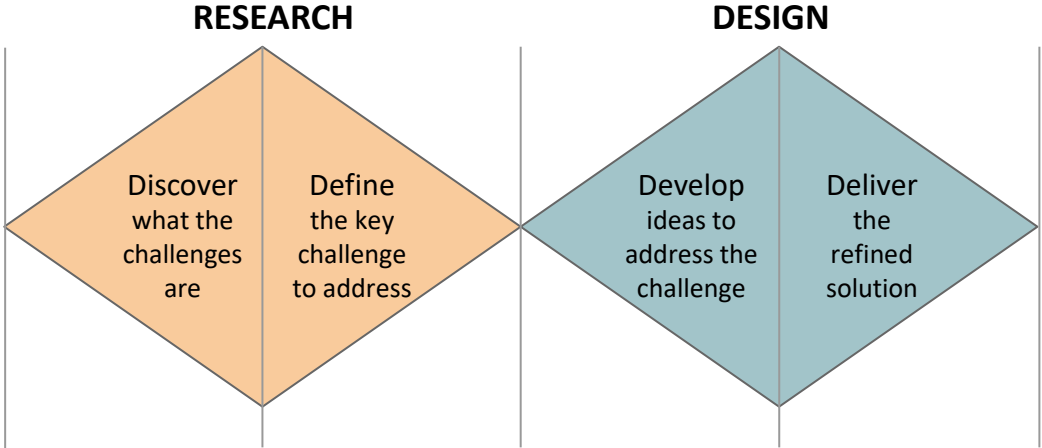 RESEARCH
DESIGN
Discover
what the
challenges
are
Define
the key
challenge
to address
Develop
ideas to
address the
challenge
Deliver
the
refined
solution